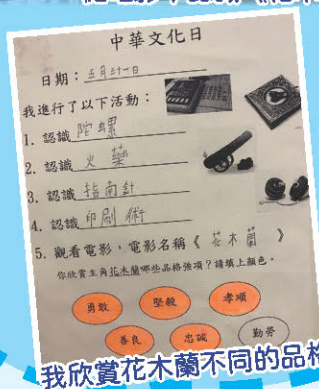 中華文化日
日期：五月三十一日
我進行了以下活動：
1. 認識 陀螺
2. 認識 火藥
3. 認識 指南針
4. 認識 印刷術
5. 觀看電影，電影名稱《 花木蘭 》
你欣賞主角花木蘭哪些品格強項？請填上顏色。
勇敢
堅毅
孝順
善良
忠誠
勤勞
我欣賞花木蘭不同的品格